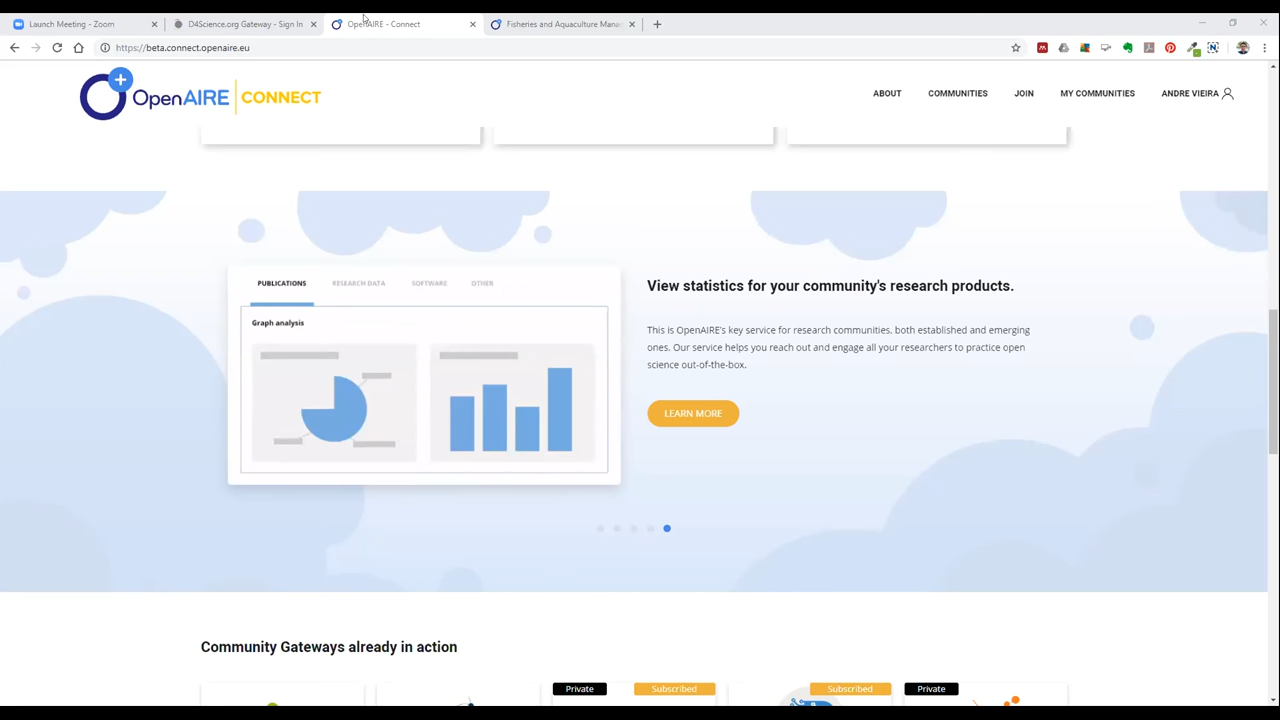 Launch Meeting - Zoom
D4Science.org Gateway - Sign In
OpenAIRE - Connect
Fisheries and Aquaculture Mana
https://beta.connect.openaire.eu
OpenAIRE CONNECT
ABOUT
COMMUNITIES
JOIN
MY COMMUNITIES
ANDRE VIEIRA
PUBLICATIONS
RESEARCH DATA
SOFTWARE
OTHER
Graph analysis
View statistics for your community's research products.
This is OpenAIRE's key service for research communities, both established and emerging
ones. Our service helps you reach out and engage all your researchers to practice open
science out-of-the-box.
LEARN MORE
Community Gateways already in action
Private
Subscribed
Subscribed
Private